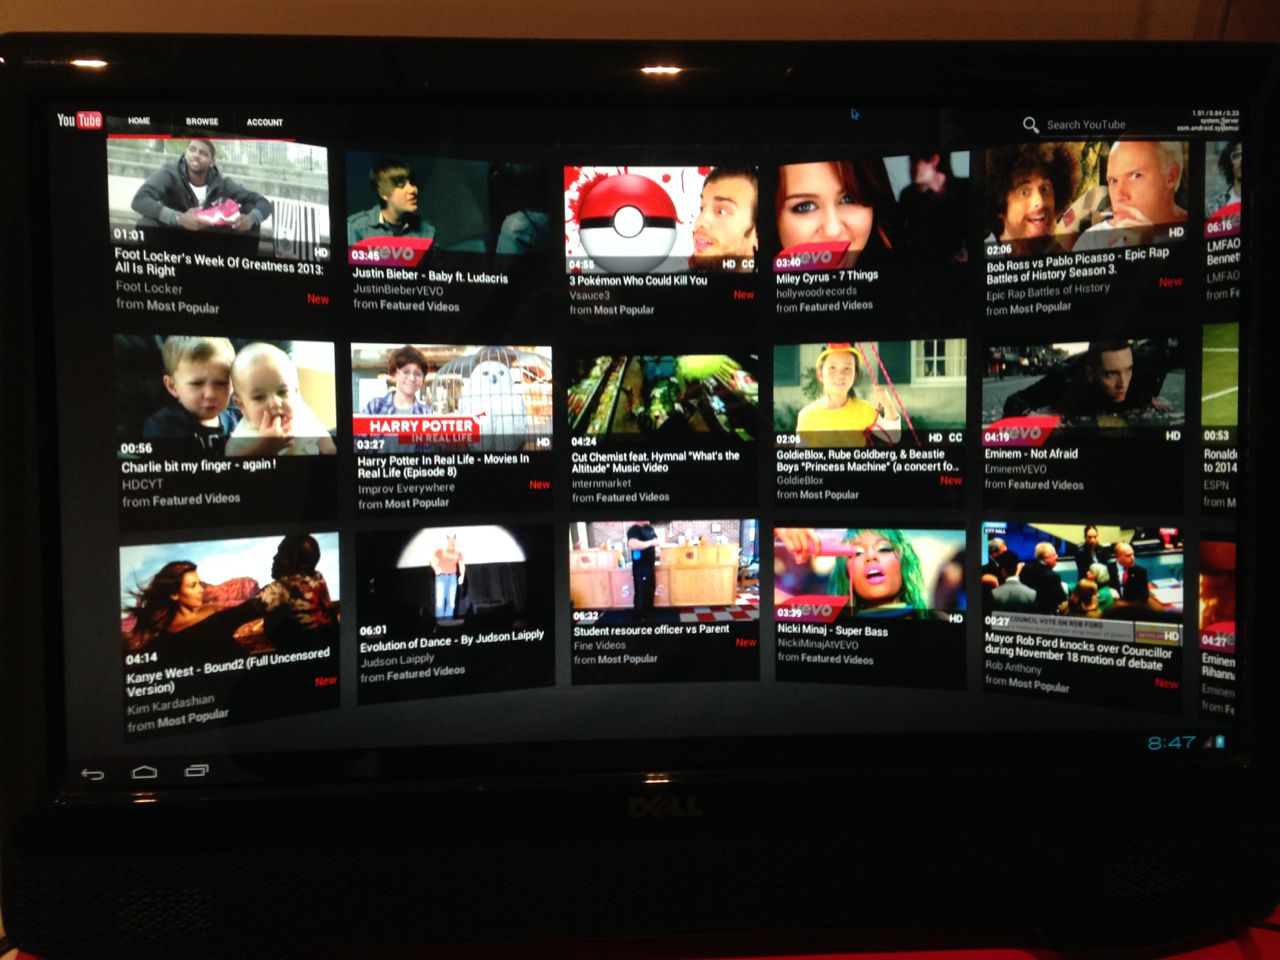 YouTube
HOME BROWSE ACCOUNT
Search YouTube
1.91 / 0.84 / 0.33
system_server
com.android.systemui
01:01
HD
Foot Locker's Week Of Greatness 2013:
All Is Right
Foot Locker
New
from Most Popular
vevo
03:45
Justin Bieber - Baby ft. Ludacris
JustinBieberVEVO
from Featured Videos
04:58
HD CC
3 Pokémon Who Could Kill You
Vsauce3
New
from Most Popular
vevo
03:40
Miley Cyrus - 7 Things
hollywoodrecords
from Featured Videos
02:06
HD
Bob Ross vs Pablo Picasso - Epic Rap
Battles of History Season 3.
Epic Rap Battles of History
New
from Most Popular
06:16
LMFAO
Bennett
LMFAO
from Fe
00:56
Charlie bit my finger - again !
HDCYT
from Featured Videos
HARRY POTTER
IN REAL LIFE
03:27
HD
Harry Potter In Real Life - Movies In
Real Life (Episode 8)
Improv Everywhere
New
from Most Popular
04:24
Cut Chemist feat. Hymnal "What's the
Altitude" Music Video
internmarket
from Featured Videos
02:06
HD CC
GoldieBlox, Rube Goldberg, & Beastie
Boys "Princess Machine" (a concert fo...
GoldieBlox
New
from Most Popular
vevo
04:19
HD
Eminem - Not Afraid
EminemVEVO
from Featured Videos
00:53
Ronald
to 2014
ESPN
from M
04:14
Kanye West - Bound2 (Full Uncensored
Version)
Kim Kardashian
New
from Most Popular
06:01
Evolution of Dance - By Judson Laipply
Judson Laipply
from Featured Videos
06:32
Student resource officer vs Parent
Fine Videos
New
from Most Popular
vevo
03:39
HD
Nicki Minaj - Super Bass
NickiMinajAtVEVO
from Featured Videos
CITY HALL
COUNCIL VOTE ON ROB FORD
00:27
HD
Mayor Rob Ford knocks over Councillor
during November 18 motion of debate
Rob Anthony
New
from Most Popular
04:27
Eminem
Rihann
Eminem
from Fe
8:47
DELL